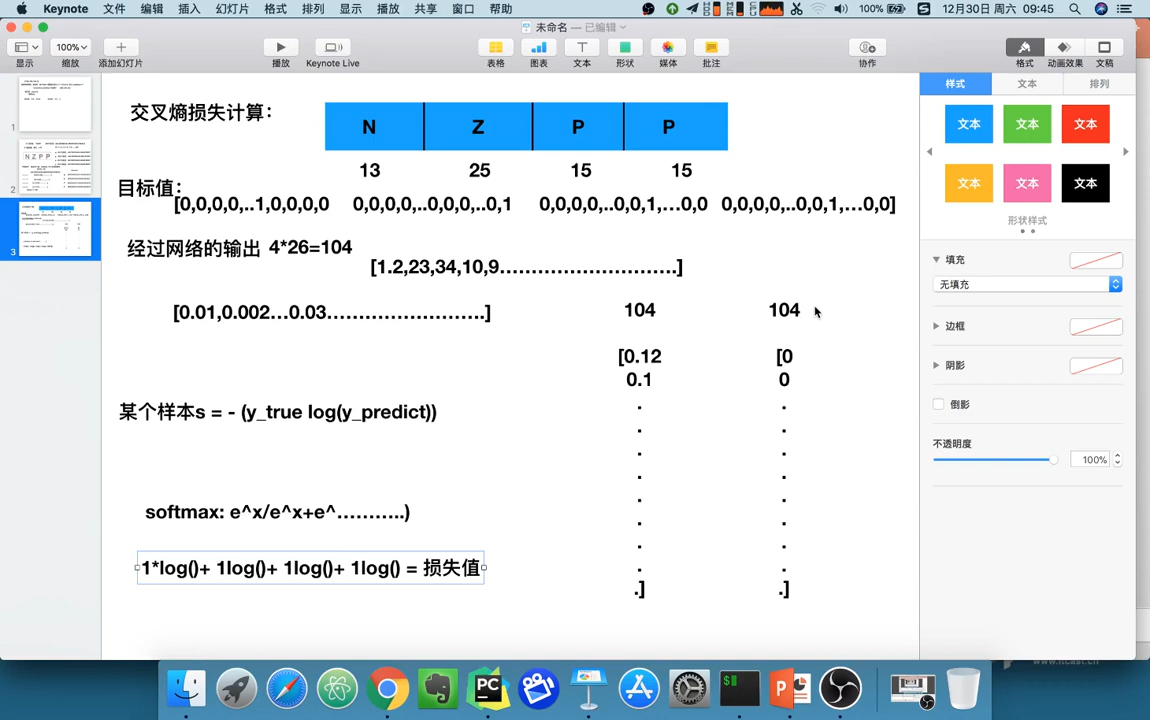 Keynote 文件 编辑 插入 幻灯片 格式 排列 显示 播放 共享 窗口 帮助 100% 12月30日 周六 09:45
未命名 — 已编辑
100%
显示 缩放 添加幻灯片 播放 Keynote Live 表格 图表 文本 形状 媒体 批注 协作 格式 动画效果 文稿
样式 文本 排列
1
2
N Z P P
3
交叉熵损失计算：
N Z P P
13 25 15 15
目标值：
[0,0,0,0,..1,0,0,0,0 0,0,0,0,..0,0,0,..0,1 0,0,0,0,..0,0,1,…0,0 0,0,0,0,..0,0,1,…0,0]
经过网络的输出 4*26=104
[1.2,23,34,10,9……………………….]
[0.01,0.002…0.03…………………….]
104 104
[0.12 [0
0.1 0
. .
. .
. .
. .
. .
. .
. .
. .
.] .]
某个样本s = - (y_true log(y_predict))
softmax: e^x/e^x+e^………..)
1*log()+ 1log()+ 1log()+ 1log() = 损失值
文本 文本 文本
文本 文本 文本
形状样式
填充
无填充
边框
阴影
倒影
不透明度
100%
PC
$
P
www.itcast.cn